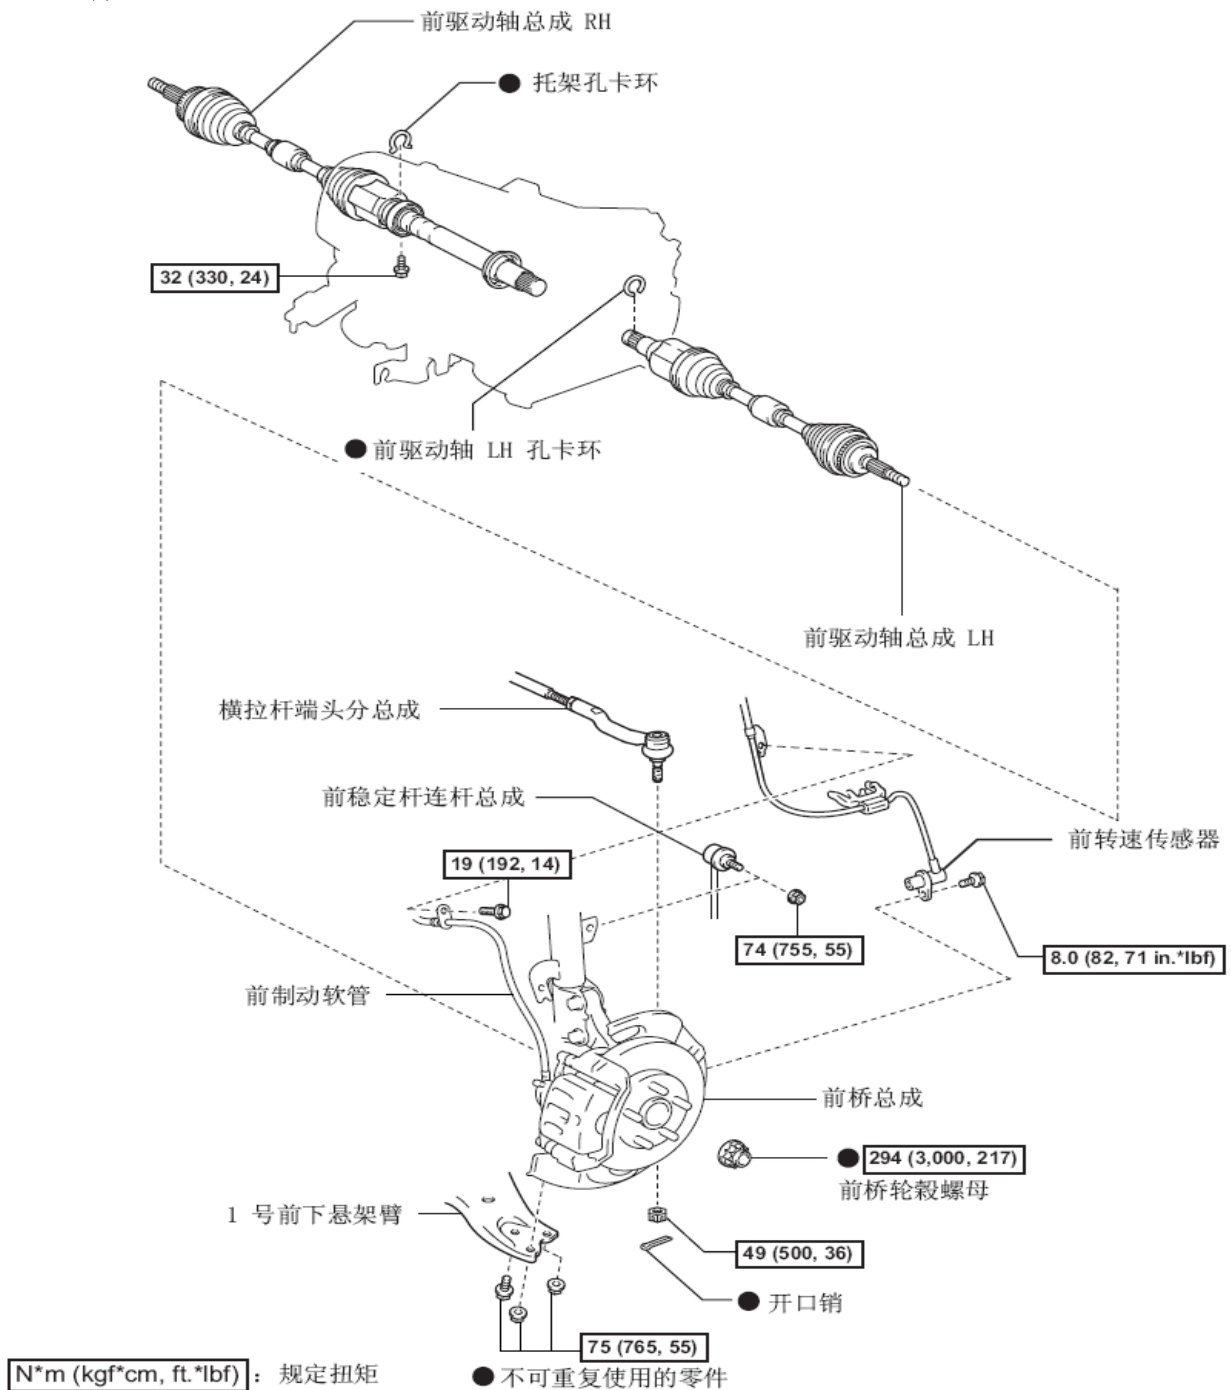 前驱动轴总成 RH
● 托架孔卡环
32 (330, 24)
● 前驱动轴 LH 孔卡环
前驱动轴总成 LH
横拉杆端头分总成
前稳定杆连杆总成
前转速传感器
19 (192, 14)
74 (755, 55)
8.0 (82, 71 in.*lbf)
前制动软管
前桥总成
● 294 (3,000, 217)
前桥轮毂螺母
1 号前下悬架臂
49 (500, 36)
● 开口销
75 (765, 55)
N*m (kgf*cm, ft.*lbf) : 规定扭矩
● 不可重复使用的零件